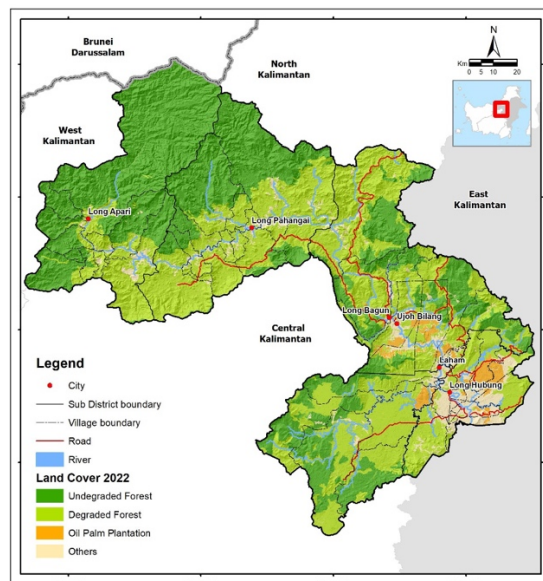 Brunei
Darussalam
North
Kalimantan
N
Km
0 5 10 20
West
Kalimantan
East
Kalimantan
Long Apari
Long Pahangai
Long Bagun
Ujoh Bilang
Central
Kalimantan
Laham
Long Hubung
Legend
City
Sub District boundary
Village boundary
Road
River
Land Cover 2022
Undegraded Forest
Degraded Forest
Oil Palm Plantation
Others